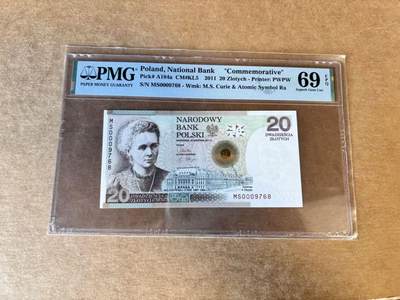 PMG
PAPER MONEY GUARANTY
Poland, National Bank "Commemorative"
Pick# A184a CM#KL5 2011 20 Zlotych - Printer: PWPW
S/N MS0009768 - Wmk: M.S. Curie & Atomic Symbol Ra
69 EPQ
Superb Gem Unc
NARODOWY
BANK
POLSKI
20
DWADZIEŚCIA
ZŁOTYCH
MS0009768
20
MS0009768